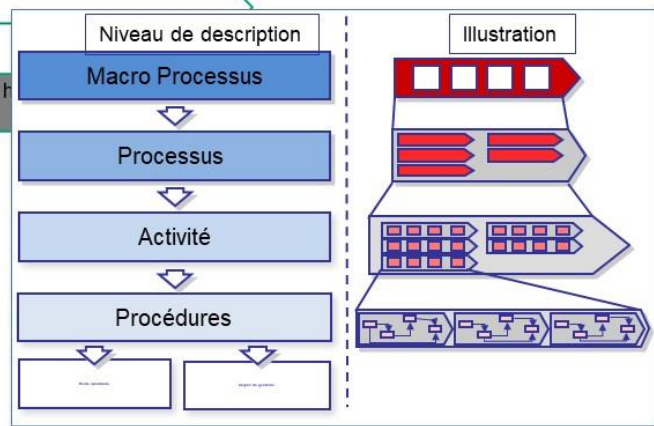 Niveau de description
Illustration
Macro Processus
h
Processus
Activité
Procédures